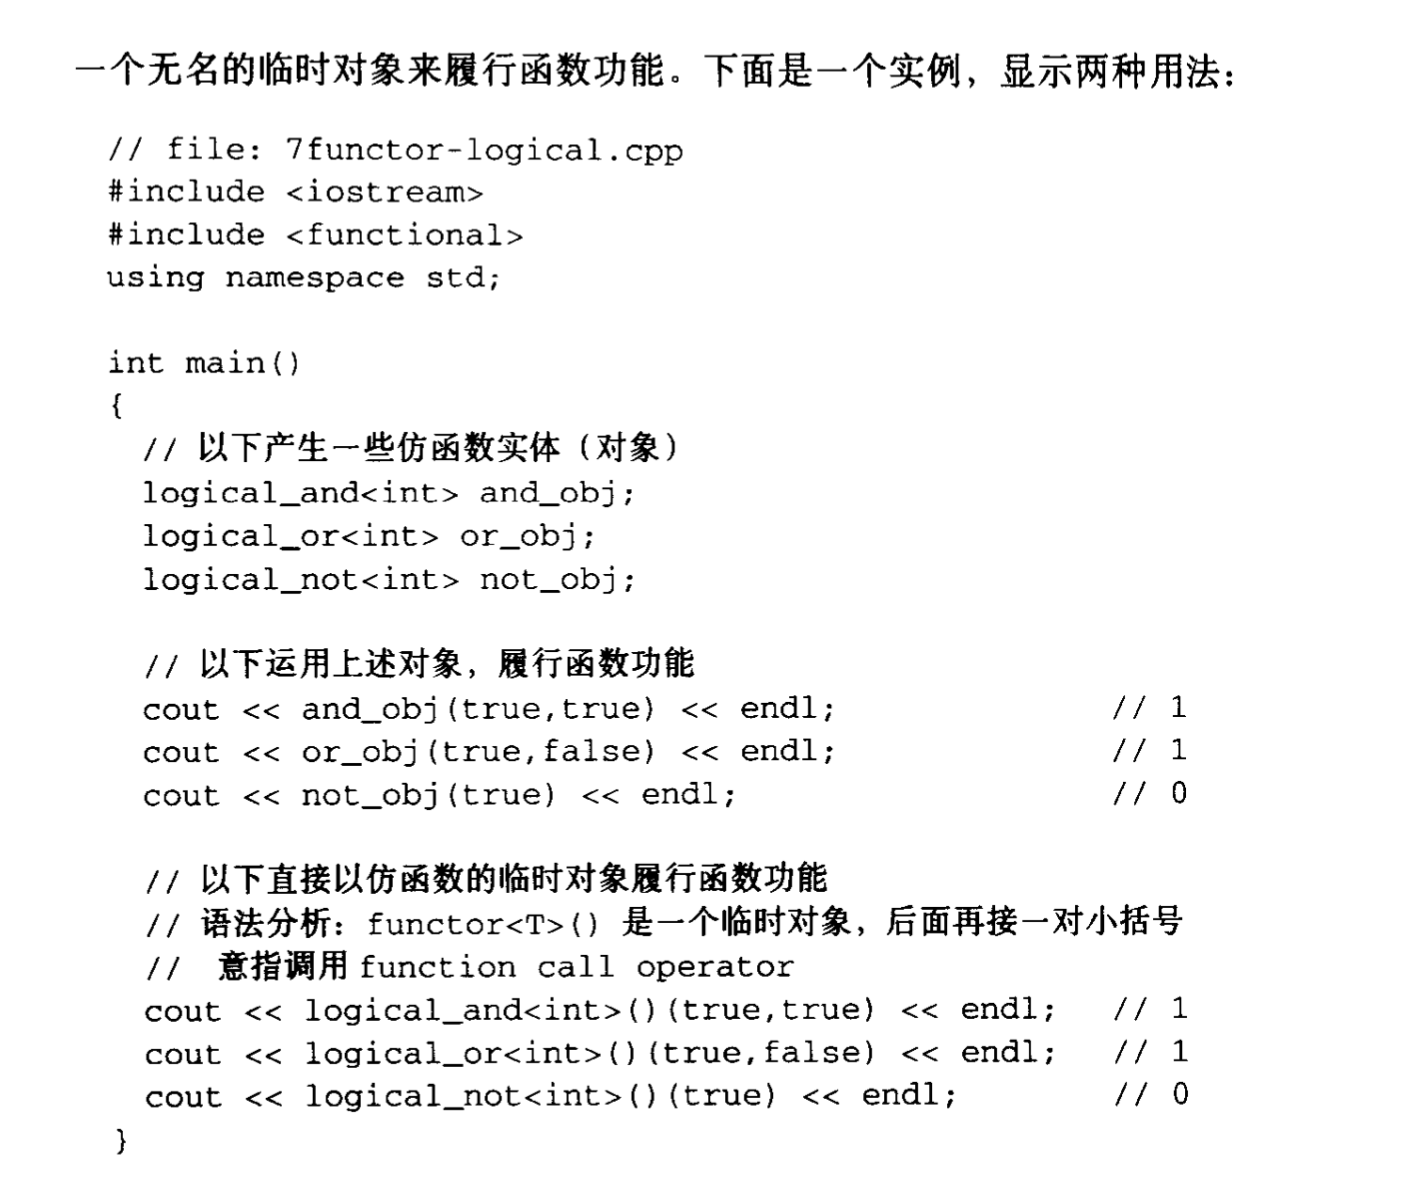 一个无名的临时对象来履行函数功能。下面是一个实例，显示两种用法：
// file: 7functor-logical.cpp
#include <iostream>
#include <functional>
using namespace std;
int main()
{
// 以下产生一些仿函数实体（对象）
logical_and<int> and_obj;
logical_or<int> or_obj;
logical_not<int> not_obj;
// 以下运用上述对象，履行函数功能
cout << and_obj(true,true) << endl; // 1
cout << or_obj(true,false) << endl; // 1
cout << not_obj(true) << endl; // 0
// 以下直接以仿函数的临时对象履行函数功能
// 语法分析：functor<T>() 是一个临时对象，后面再接一对小括号
// 意指调用 function call operator
cout << logical_and<int>()(true,true) << endl; // 1
cout << logical_or<int>()(true,false) << endl; // 1
cout << logical_not<int>()(true) << endl; // 0
}